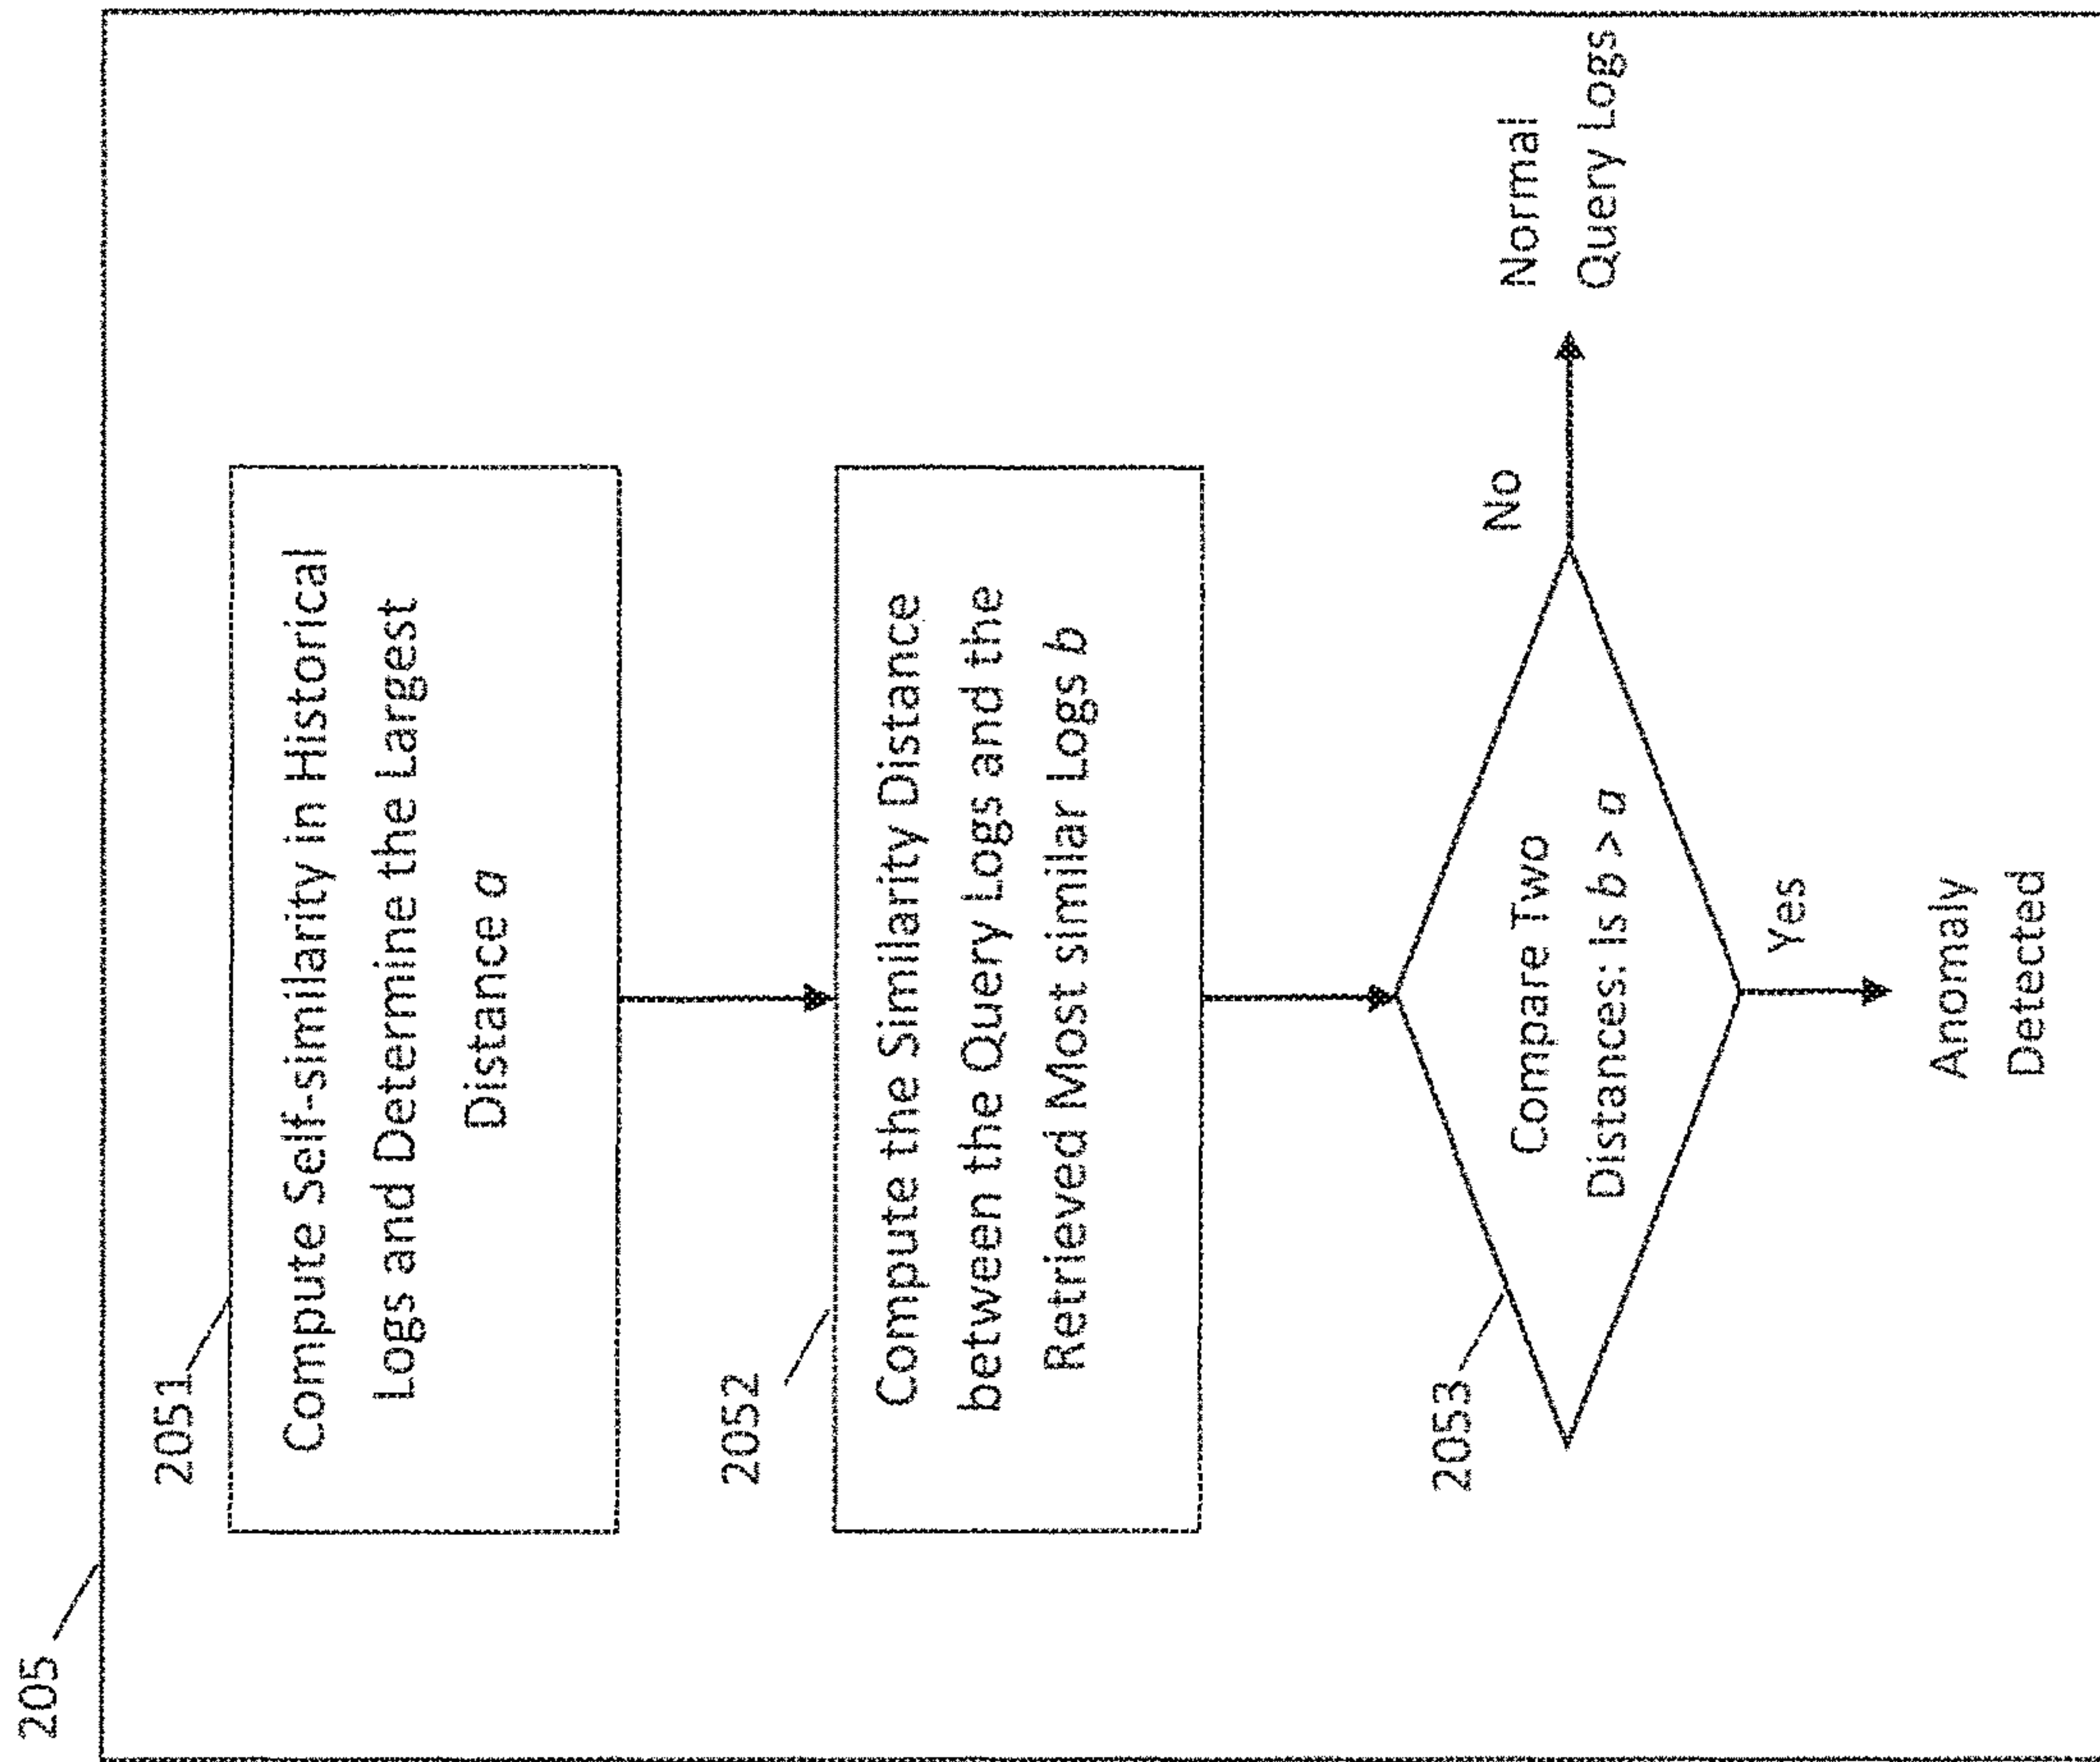 205
2051
Compute Self-similarity in Historical
Logs and Determine the Largest
Distance a
2052
Compute the Similarity Distance
between the Query Logs and the
Retrieved Most similar Logs b
2053
Compare Two
Distances: Is b > a
No
Normal
Query Logs
Yes
Anomaly
Detected